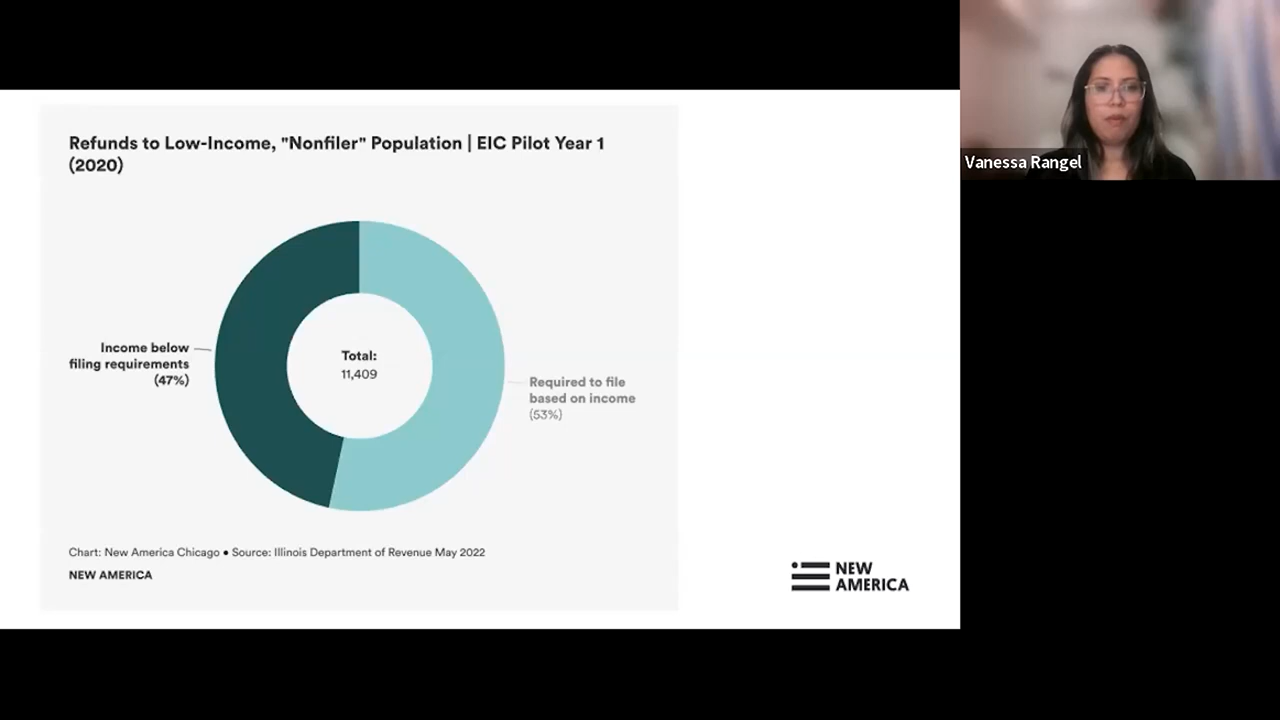 Refunds to Low-Income, "Nonfiler" Population | EIC Pilot Year 1
(2020)
Income below
filing requirements
(47%)
Total:
11,409
Required to file
based on income
(53%)
Chart: New America Chicago • Source: Illinois Department of Revenue May 2022
NEW AMERICA
NEW
AMERICA
Vanessa Rangel